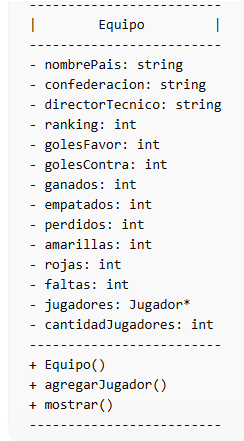 -------------------------
|        Equipo         |
-------------------------
- nombrePais: string
- confederacion: string
- directorTecnico: string
- ranking: int
- golesFavor: int
- golesContra: int
- ganados: int
- empatados: int
- perdidos: int
- amarillas: int
- rojas: int
- faltas: int
- jugadores: Jugador*
- cantidadJugadores: int
-------------------------
+ Equipo()
+ agregarJugador()
+ mostrar()
-------------------------